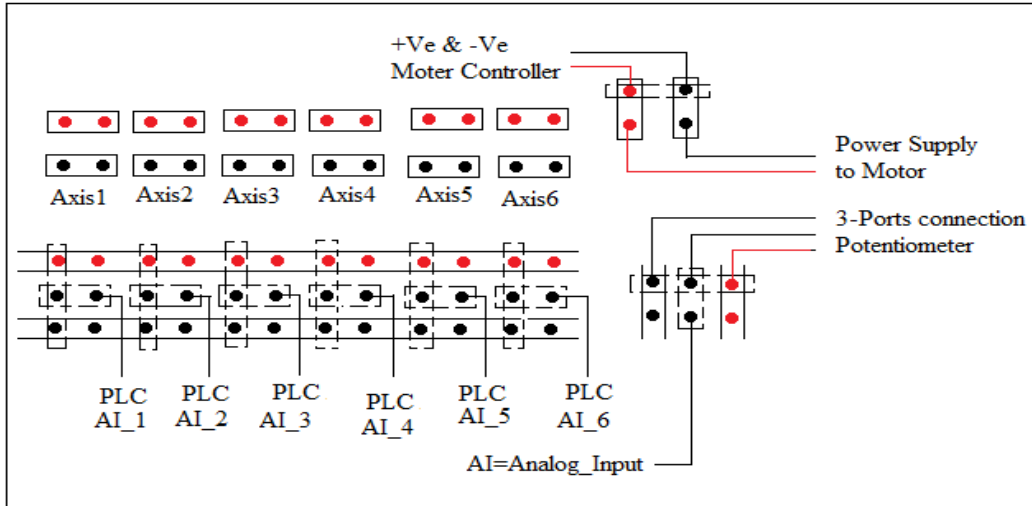 +Ve & -Ve
Moter Controller
Power Supply
to Motor
Axis1 Axis2 Axis3 Axis4 Axis5 Axis6
3-Ports connection
Potentiometer
PLC PLC PLC PLC PLC PLC
AI_1 AI_2 AI_3 AI_4 AI_5 AI_6
AI=Analog_Input